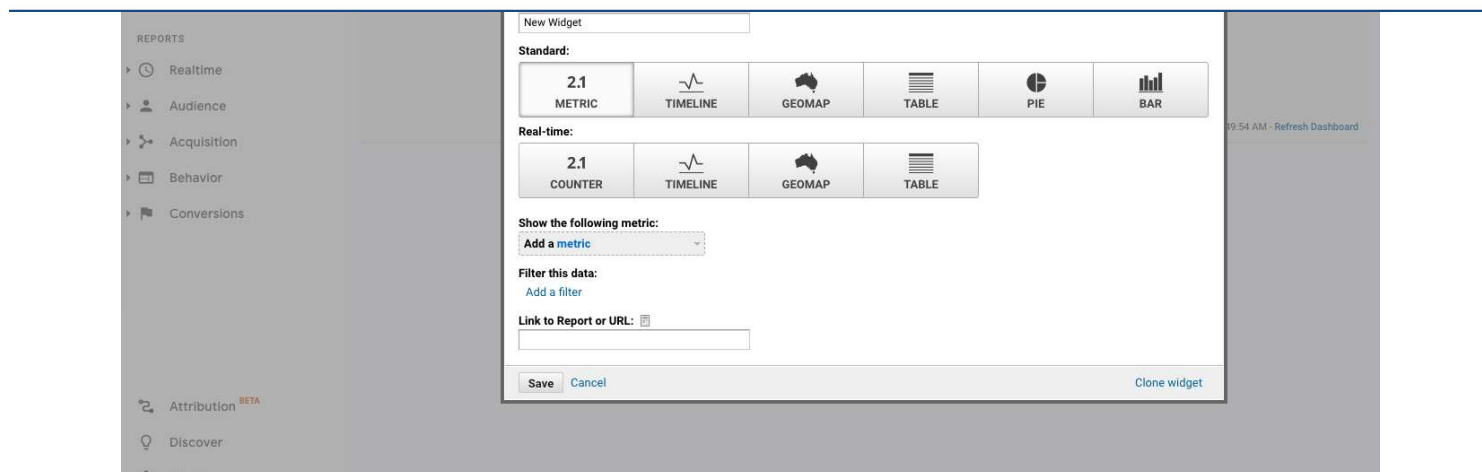 REPORTS
Realtime
Audience
Acquisition
Behavior
Conversions
Attribution BETA
Discover
New Widget
Standard:
2.1
METRIC
TIMELINE
GEOMAP
TABLE
PIE
BAR
Real-time:
2.1
COUNTER
TIMELINE
GEOMAP
TABLE
Show the following metric:
Add a metric
Filter this data:
Add a filter
Link to Report or URL:
Save Cancel
Clone widget
:54 AM - Refresh Dashboard